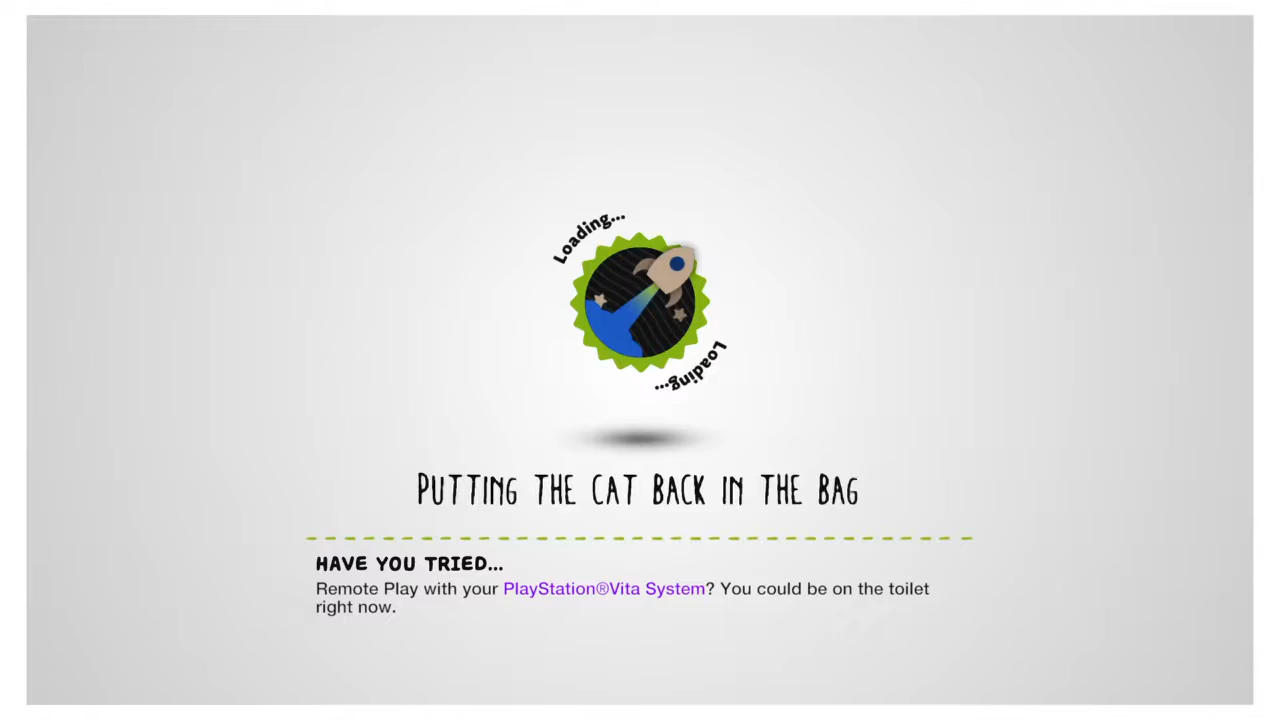 Loading...
Loading...
PUTTING THE CAT BACK IN THE BAG
HAVE YOU TRIED...
Remote Play with your PlayStation®Vita System? You could be on the toilet
right now.